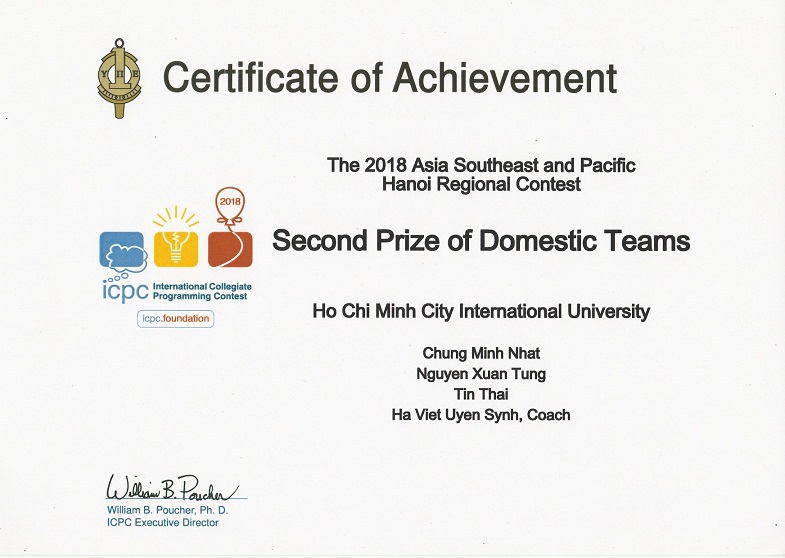 Υ Π Ε
Certificate of Achievement
The 2018 Asia Southeast and Pacific
Hanoi Regional Contest
2018
Second Prize of Domestic Teams
icpc International Collegiate
Programming Contest
icpc.foundation
Ho Chi Minh City International University
Chung Minh Nhat
Nguyen Xuan Tung
Tin Thai
Ha Viet Uyen Synh, Coach
William B. Poucher
William B. Poucher, Ph. D.
ICPC Executive Director